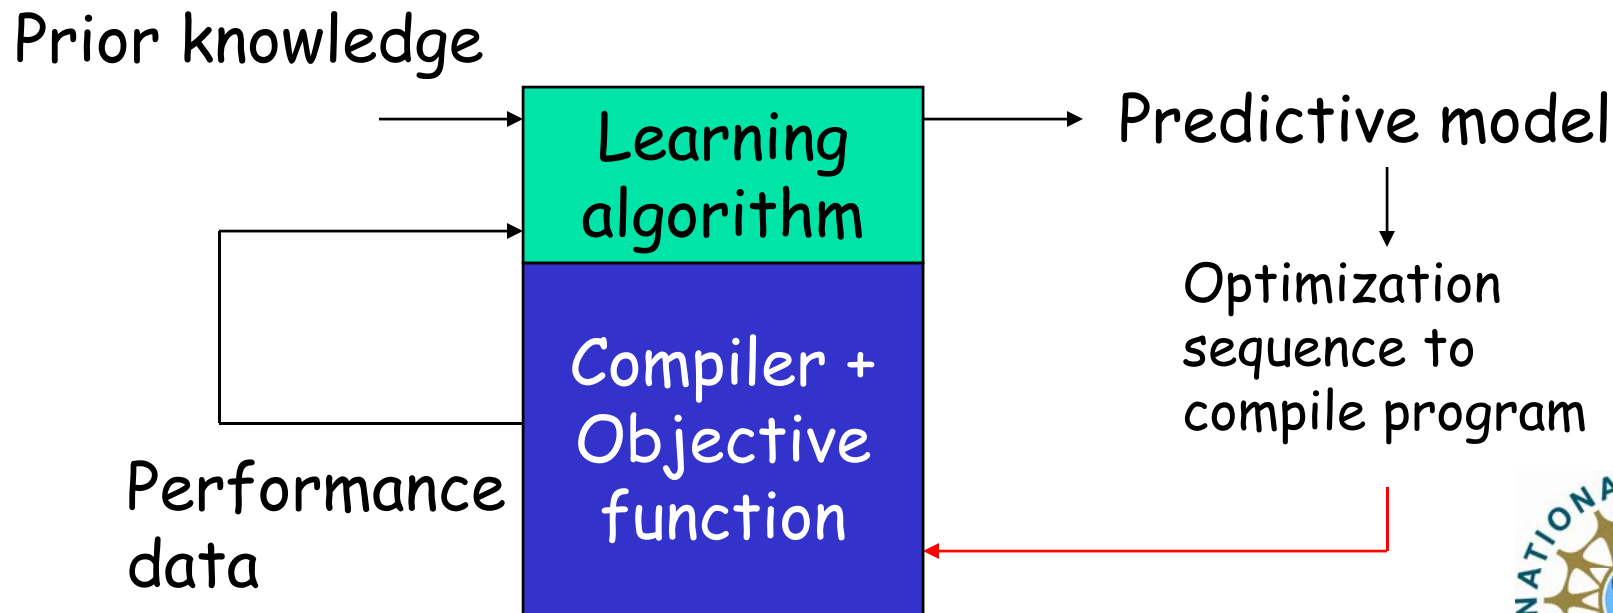 Prior knowledge
Learning
algorithm
Predictive model
Optimization
sequence to
compile program
Compiler +
Objective
function
Performance
data